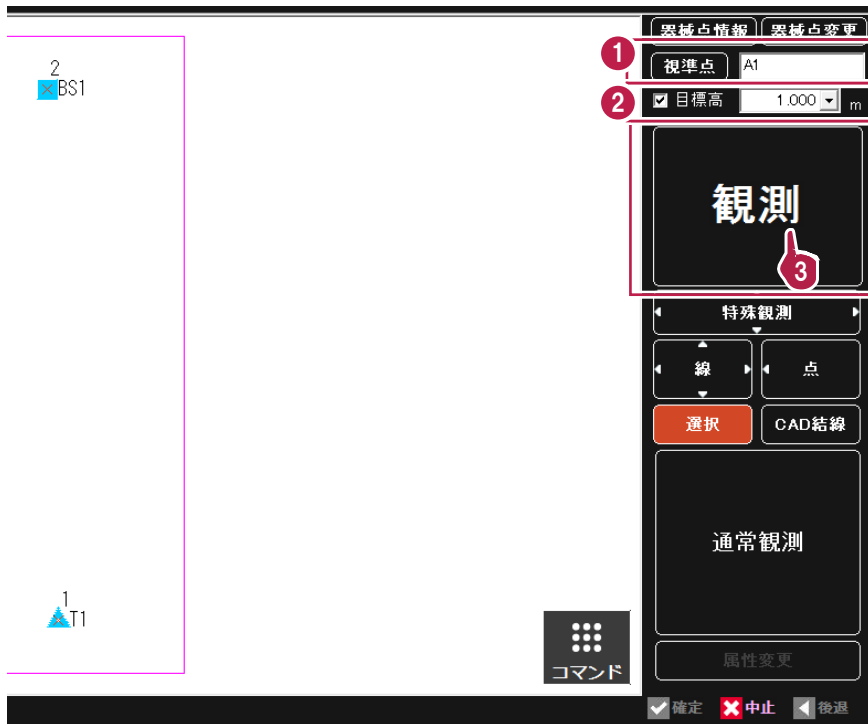 器械点情報 器械点変更
1 視準点 A1
2 目標高 1.000 m
2
BS1
観測
3
特殊観測
線 点
選択 CAD結線
通常観測
1
T1
コマンド
属性変更
確定 中止 後退